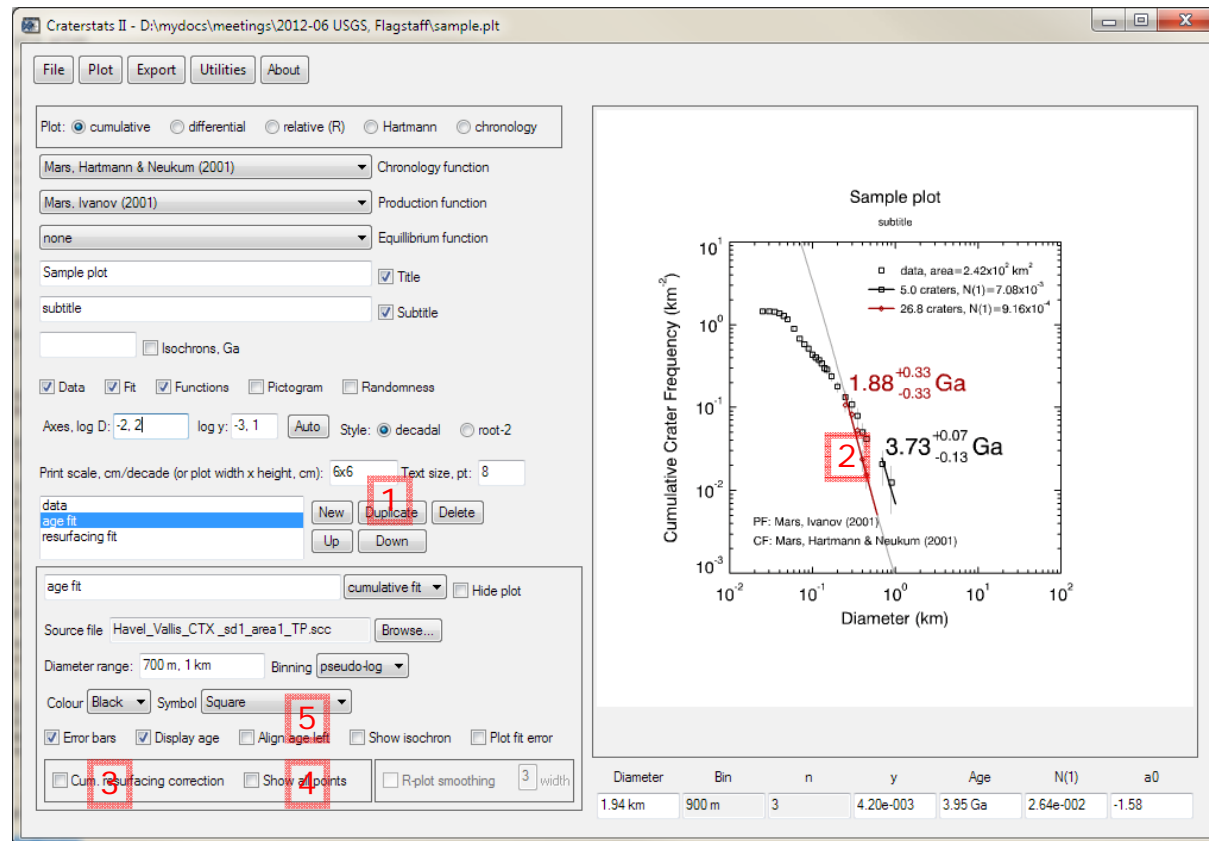 Craterstats II - D:\mydocs\meetings\2012-06 USGS, Flagstaff\sample.plt
File Plot Export Utilities About
Plot: cumulative differential relative (R) Hartmann chronology
Mars, Hartmann & Neukum (2001) Chronology function
Mars, Ivanov (2001) Production function
none Equillibrium function
Sample plot Title
subtitle Subtitle
Isochrons, Ga
Data Fit Functions Pictogram Randomness
Axes, log D: -2, 2 log y: -3, 1 Auto Style: decadal root-2
Print scale, cm/decade (or plot width x height, cm): 6x6 Text size, pt: 8
1
data
age fit
resurfacing fit
New Duplicate Delete
Up Down
age fit cumulative fit Hide plot
Source file Havel_Vallis_CTX _sd1_area1_TP.scc Browse...
Diameter range: 700 m, 1 km Binning pseudo-log
Colour Black Symbol Square
5
Error bars Display age Align age left Show isochron Plot fit error
3 4
Cum. resurfacing correction Show all points R-plot smoothing 3 width
Sample plot
subtitle
data, area=2.42x10² km²
5.0 craters, N(1)=7.08x10⁻³
26.8 craters, N(1)=9.16x10⁻⁴
1.88 +0.33 -0.33 Ga
3.73 +0.07 -0.13 Ga
2
PF: Mars, Ivanov (2001)
CF: Mars, Hartmann & Neukum (2001)
Cumulative Crater Frequency (km⁻²)
10¹
10⁰
10⁻¹
10⁻²
10⁻³
10⁻² 10⁻¹ 10⁰ 10¹ 10²
Diameter (km)
Diameter Bin n y Age N(1) a0
1.94 km 900 m 3 4.20e-003 3.95 Ga 2.64e-002 -1.58